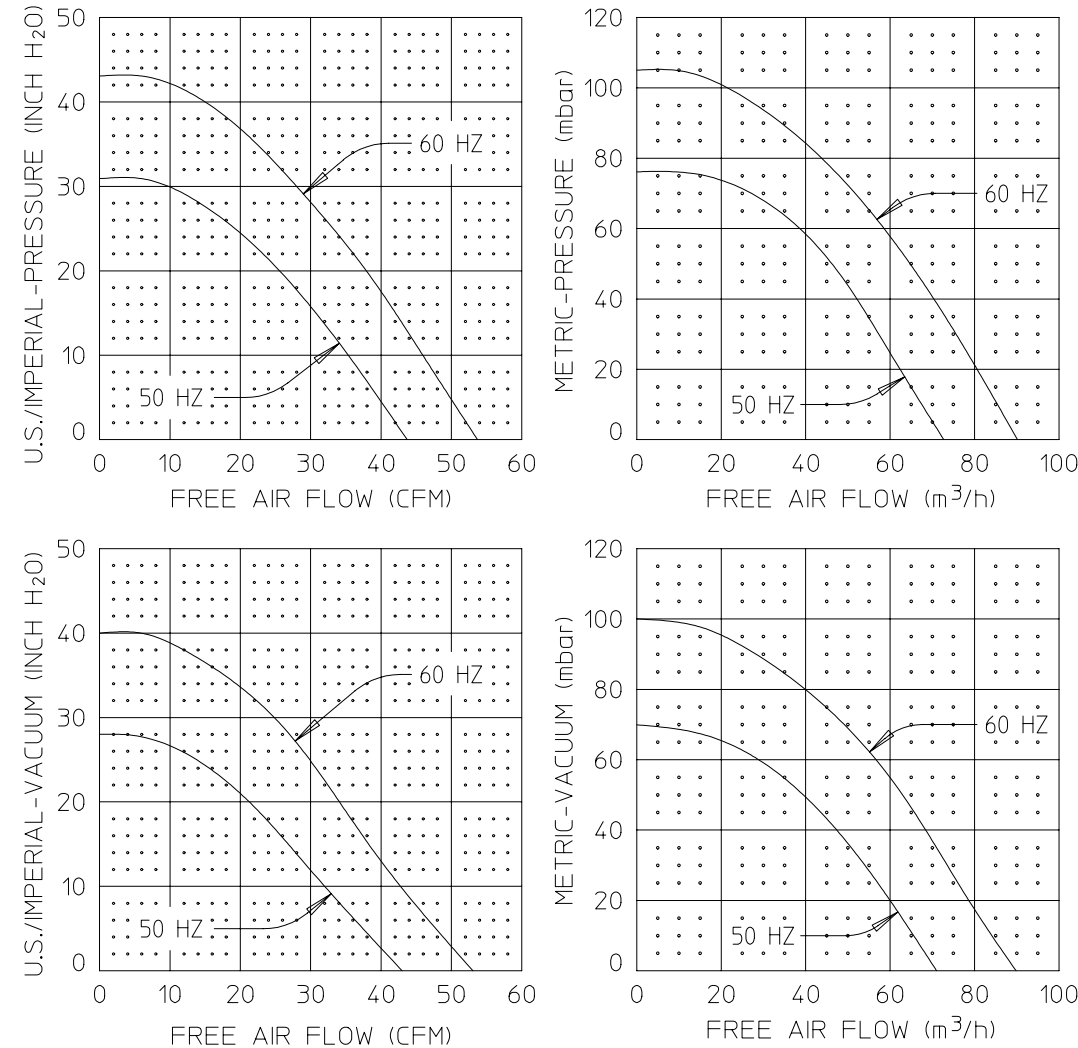 U.S./IMPERIAL-PRESSURE (INCH H₂O)
50
40
30
20
10
0
60 HZ
50 HZ
0 10 20 30 40 50 60
FREE AIR FLOW (CFM)
METRIC-PRESSURE (mbar)
120
100
80
60
40
20
0
60 HZ
50 HZ
0 20 40 60 80 100
FREE AIR FLOW (m³/h)
U.S./IMPERIAL-VACUUM (INCH H₂O)
50
40
30
20
10
0
60 HZ
50 HZ
0 10 20 30 40 50 60
FREE AIR FLOW (CFM)
METRIC-VACUUM (mbar)
120
100
80
60
40
20
0
60 HZ
50 HZ
0 20 40 60 80 100
FREE AIR FLOW (m³/h)